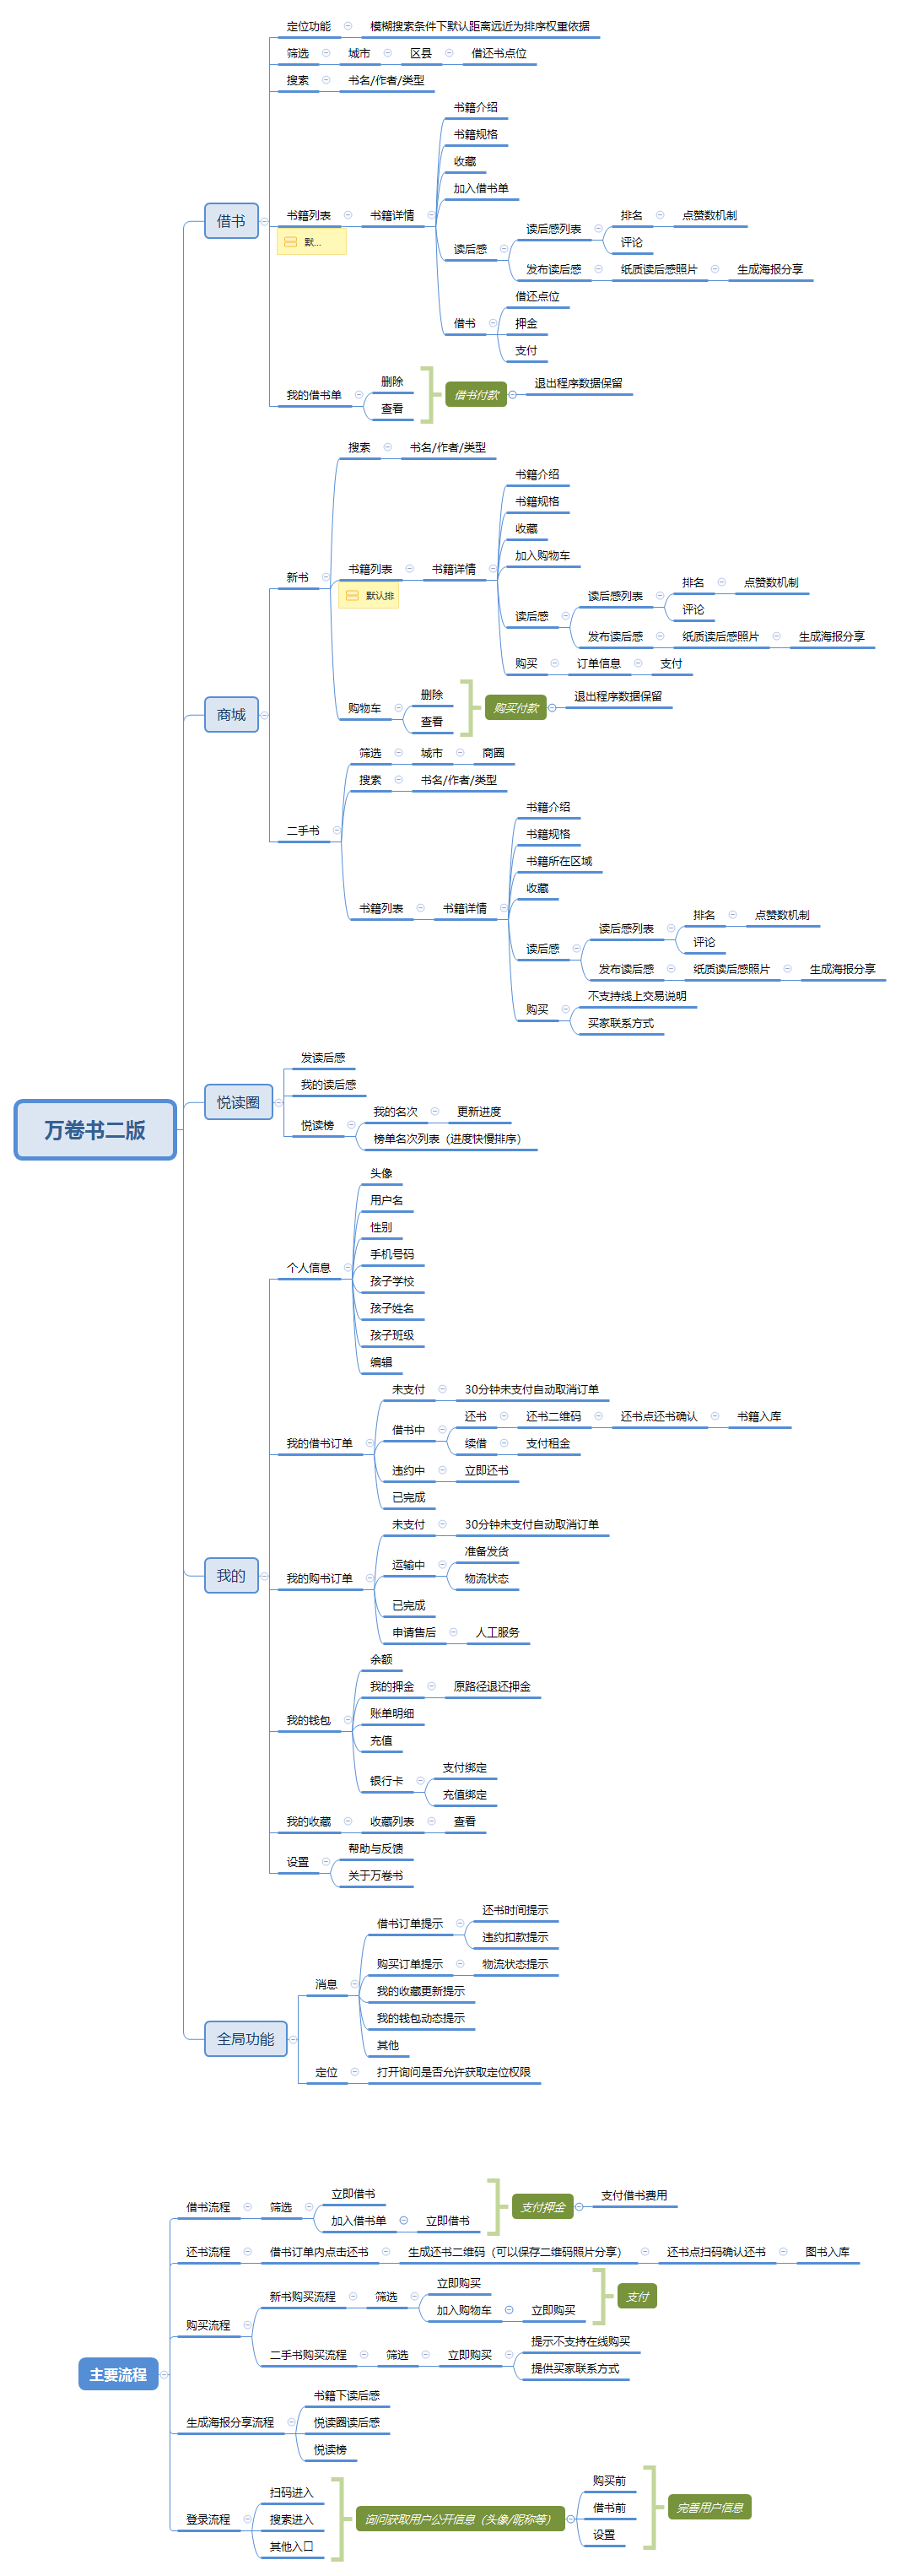 定位功能 模糊搜索条件下默认距离远近为排序权重依据
筛选 城市 区县 借还书点位
搜索 书名/作者/类型
书籍介绍
书籍规格
收藏
加入借书单
借书
书籍列表 书籍详情
排名 点赞数机制
读后感列表
默...
评论
读后感
发布读后感 纸质读后感照片 生成海报分享
借还点位
借书 押金
支付
删除
我的借书单 借书付款 退出程序数据保留
查看
搜索 书名/作者/类型
书籍介绍
书籍规格
收藏
加入购物车
书籍列表 书籍详情
新书
排名 点赞数机制
默认排
读后感列表
评论
读后感
发布读后感 纸质读后感照片 生成海报分享
购买 订单信息 支付
删除
购物车 购买付款 退出程序数据保留
商城
查看
筛选 城市 商圈
搜索 书名/作者/类型
书籍介绍
二手书
书籍规格
书籍所在区域
收藏
书籍列表 书籍详情
排名 点赞数机制
读后感列表
评论
读后感
发布读后感 纸质读后感照片 生成海报分享
不支持线上交易说明
购买
买家联系方式
发读后感
我的读后感
悦读圈
我的名次 更新进度
悦读榜
榜单名次列表（进度快慢排序）
万卷书二版
头像
用户名
性别
手机号码
个人信息
孩子学校
孩子姓名
孩子班级
编辑
未支付 30分钟未支付自动取消订单
还书 还书二维码 还书点还书确认 书籍入库
借书中
我的借书订单
续借 支付租金
违约中 立即还书
已完成
未支付 30分钟未支付自动取消订单
准备发货
运输中
我的
我的购书订单
物流状态
已完成
申请售后 人工服务
余额
我的押金 原路径退还押金
账单明细
我的钱包
充值
支付绑定
银行卡
充值绑定
我的收藏 收藏列表 查看
帮助与反馈
设置
关于万卷书
还书时间提示
借书订单提示
违约扣款提示
购买订单提示 物流状态提示
消息
我的收藏更新提示
我的钱包动态提示
全局功能
其他
定位 打开询问是否允许获取定位权限
立即借书
支付借书费用
借书流程 筛选 支付押金
加入借书单 立即借书
还书流程 借书订单内点击还书 生成还书二维码（可以保存二维码照片分享） 还书点扫码确认还书 图书入库
立即购买
新书购买流程 筛选 支付
加入购物车 立即购买
购买流程
提示不支持在线购买
二手书购买流程 筛选 立即购买
提供买家联系方式
主要流程
书籍下读后感
生成海报分享流程 悦读圈读后感
悦读榜
购买前
扫码进入
借书前 完善用户信息
登录流程 搜索进入 询问获取用户公开信息（头像/昵称等）
设置
其他入口